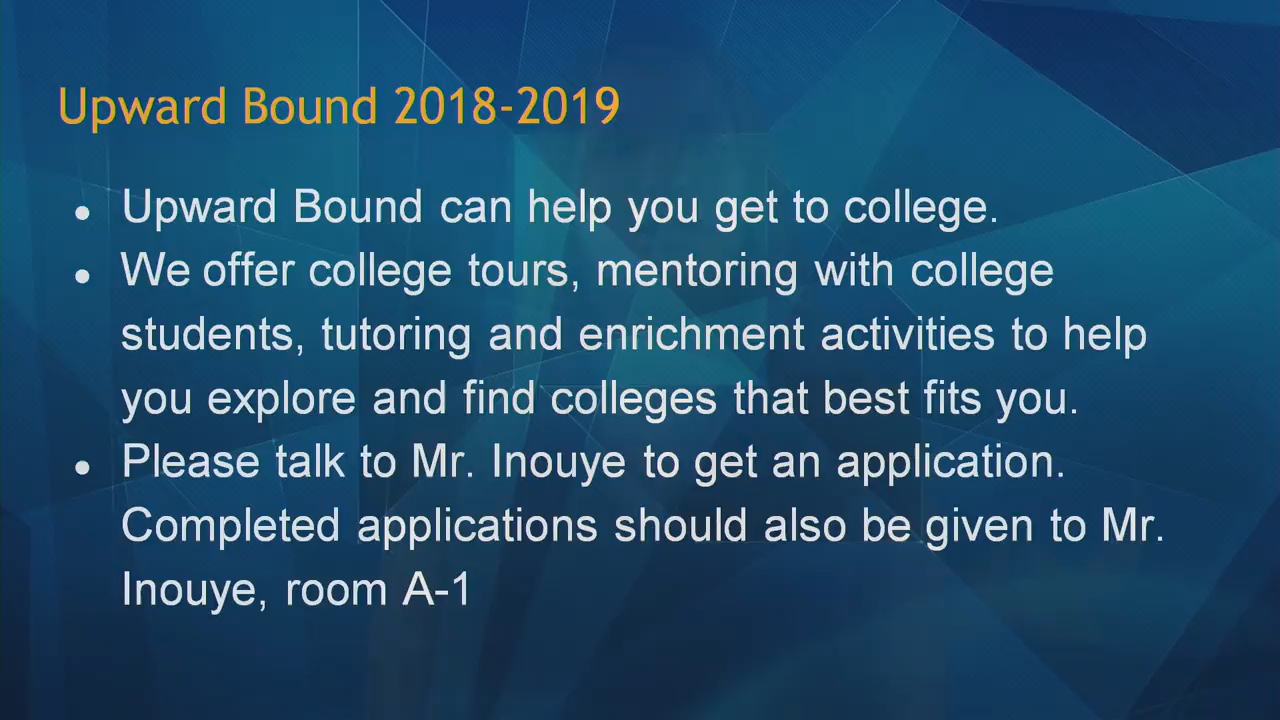 Upward Bound 2018-2019
• Upward Bound can help you get to college.
• We offer college tours, mentoring with college
students, tutoring and enrichment activities to help
you explore and find colleges that best fits you.
• Please talk to Mr. Inouye to get an application.
Completed applications should also be given to Mr.
Inouye, room A-1